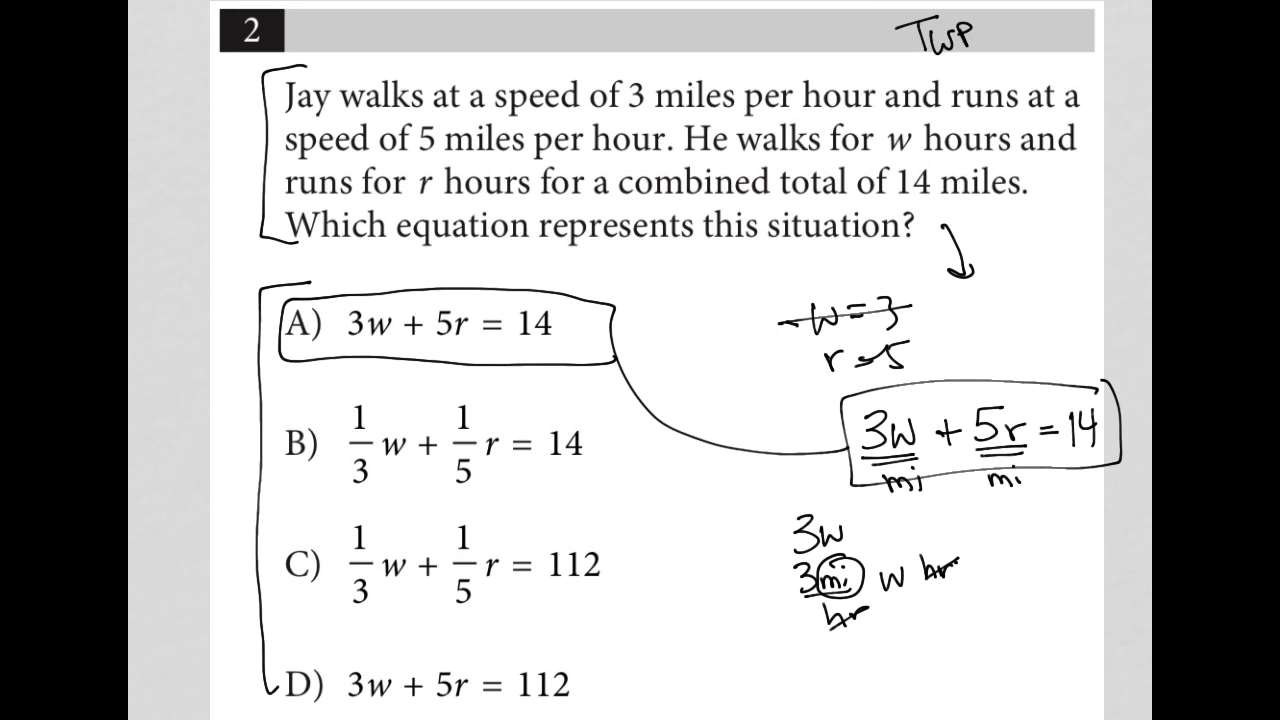 2
TWP
Jay walks at a speed of 3 miles per hour and runs at a
speed of 5 miles per hour. He walks for w hours and
runs for r hours for a combined total of 14 miles.
Which equation represents this situation?
A) 3w + 5r = 14
B) 1/3 w + 1/5 r = 14
C) 1/3 w + 1/5 r = 112
D) 3w + 5r = 112
w = 3
r = 5
3w + 5r = 14
mi mi
3w
3 mi w hr
hr